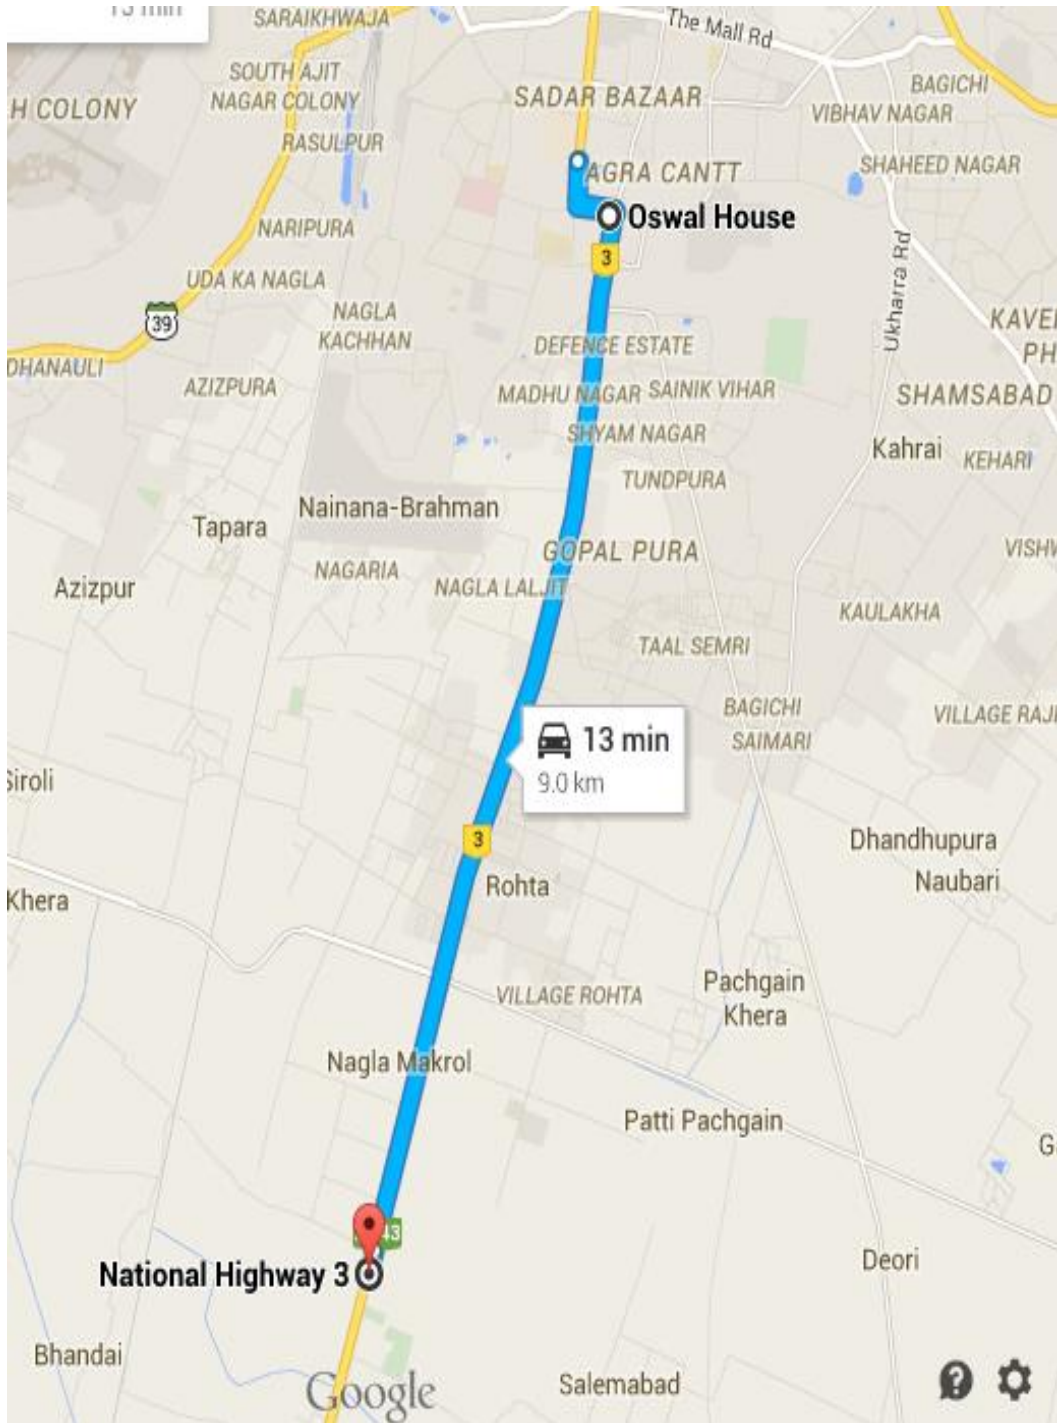 SARAIKHWAJA
The Mall Rd
SOUTH AJIT
NAGAR COLONY
H COLONY
SADAR BAZAAR
BAGICHI
VIBHAV NAGAR
RASULPUR
AGRA CANTT
SHAHEED NAGAR
Oswal House
NARIPURA
3
Ukharra Rd
UDA KA NAGLA
39
NAGLA
KACHHAN
KAVE
PH
DHANAULI
DEFENCE ESTATE
AZIZPURA
MADHU NAGAR
SAINIK VIHAR
SHAMSABAD
SHYAM NAGAR
Kahrai
KEHARI
TUNDPURA
Nainana-Brahman
Tapara
GOPAL PURA
VISHW
NAGARIA
NAGLA LALJIT
Azizpur
KAULAKHA
TAAL SEMRI
BAGICHI
SAIMARI
VILLAGE RAJ
13 min
9.0 km
Siroli
3
Dhandhupura
Rohta
Naubari
Khera
VILLAGE ROHTA
Pachgain
Khera
Nagla Makrol
Patti Pachgain
G
43
Deori
National Highway 3
Bhandai
Salemabad
Google